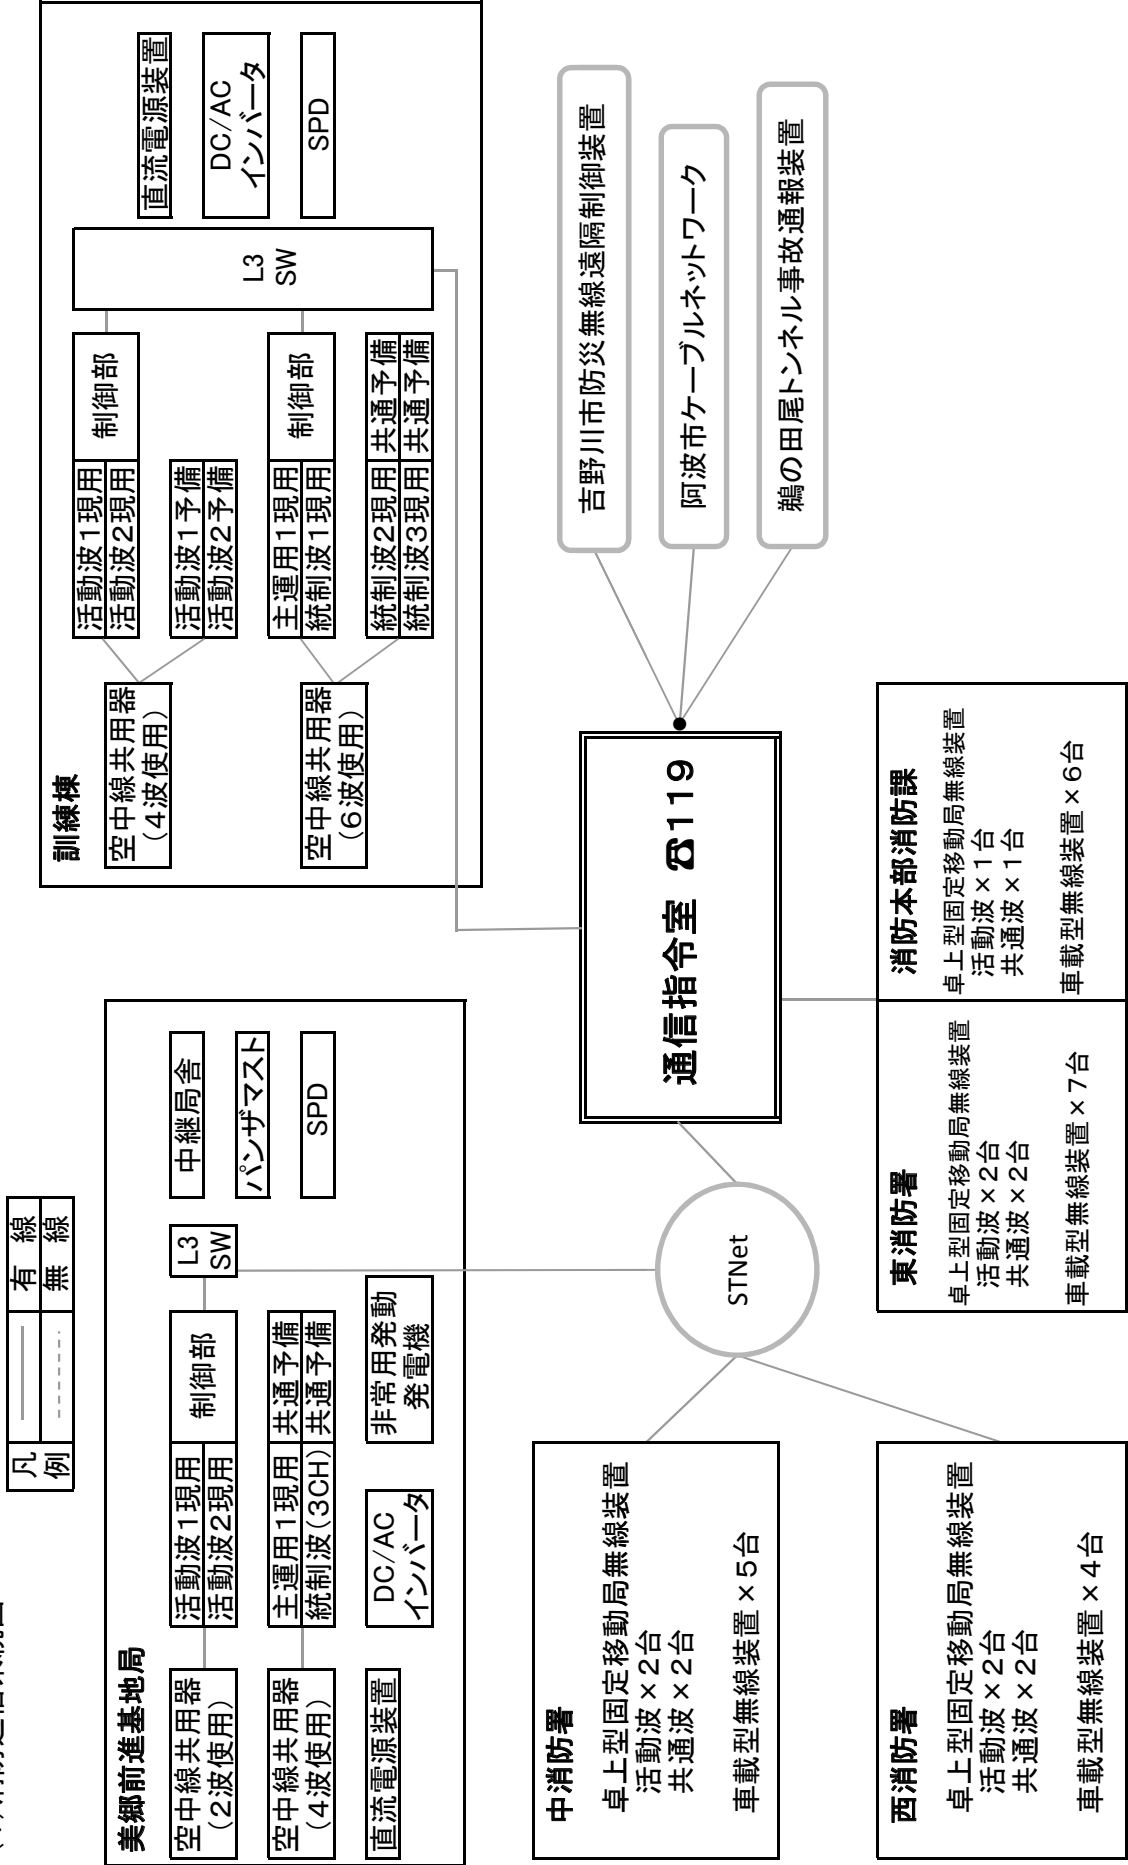 凡例
有 線
無 線
美郷前進基地局
空中線共用器
(2波使用)
活動波1現用
活動波2現用
制御部
L3
SW
中継局舎
空中線共用器
(4波使用)
主運用1現用
共通予備
統制波(3CH)
共通予備
パンザマスト
SPD
直流電源装置
DC/AC
インバータ
非常用発動
発電機
訓練棟
空中線共用器
(4波使用)
活動波1現用
活動波2現用
制御部
活動波1予備
活動波2予備
空中線共用器
(6波使用)
主運用1現用
統制波1現用
制御部
統制波2現用
共通予備
統制波3現用
共通予備
L3
SW
直流電源装置
DC/AC
インバータ
SPD
中消防署
卓上型固定移動局無線装置
活動波×2台
共通波×2台
車載型無線装置×5台
西消防署
卓上型固定移動局無線装置
活動波×2台
共通波×2台
車載型無線装置×4台
STNet
通信指令室 ☎119
東消防署
卓上型固定移動局無線装置
活動波×2台
共通波×2台
車載型無線装置×7台
消防本部消防課
卓上型固定移動局無線装置
活動波×1台
共通波×1台
車載型無線装置×6台
吉野川市防災無線遠隔制御装置
阿波市ケーブルネットワーク
鵜の田尾トンネル事故通報装置